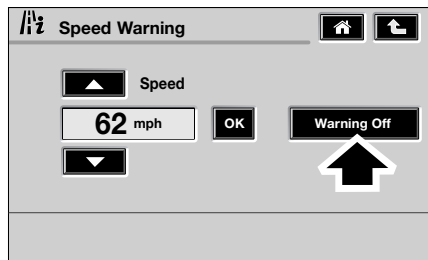 Speed Warning
Speed
62 mph
OK
Warning Off